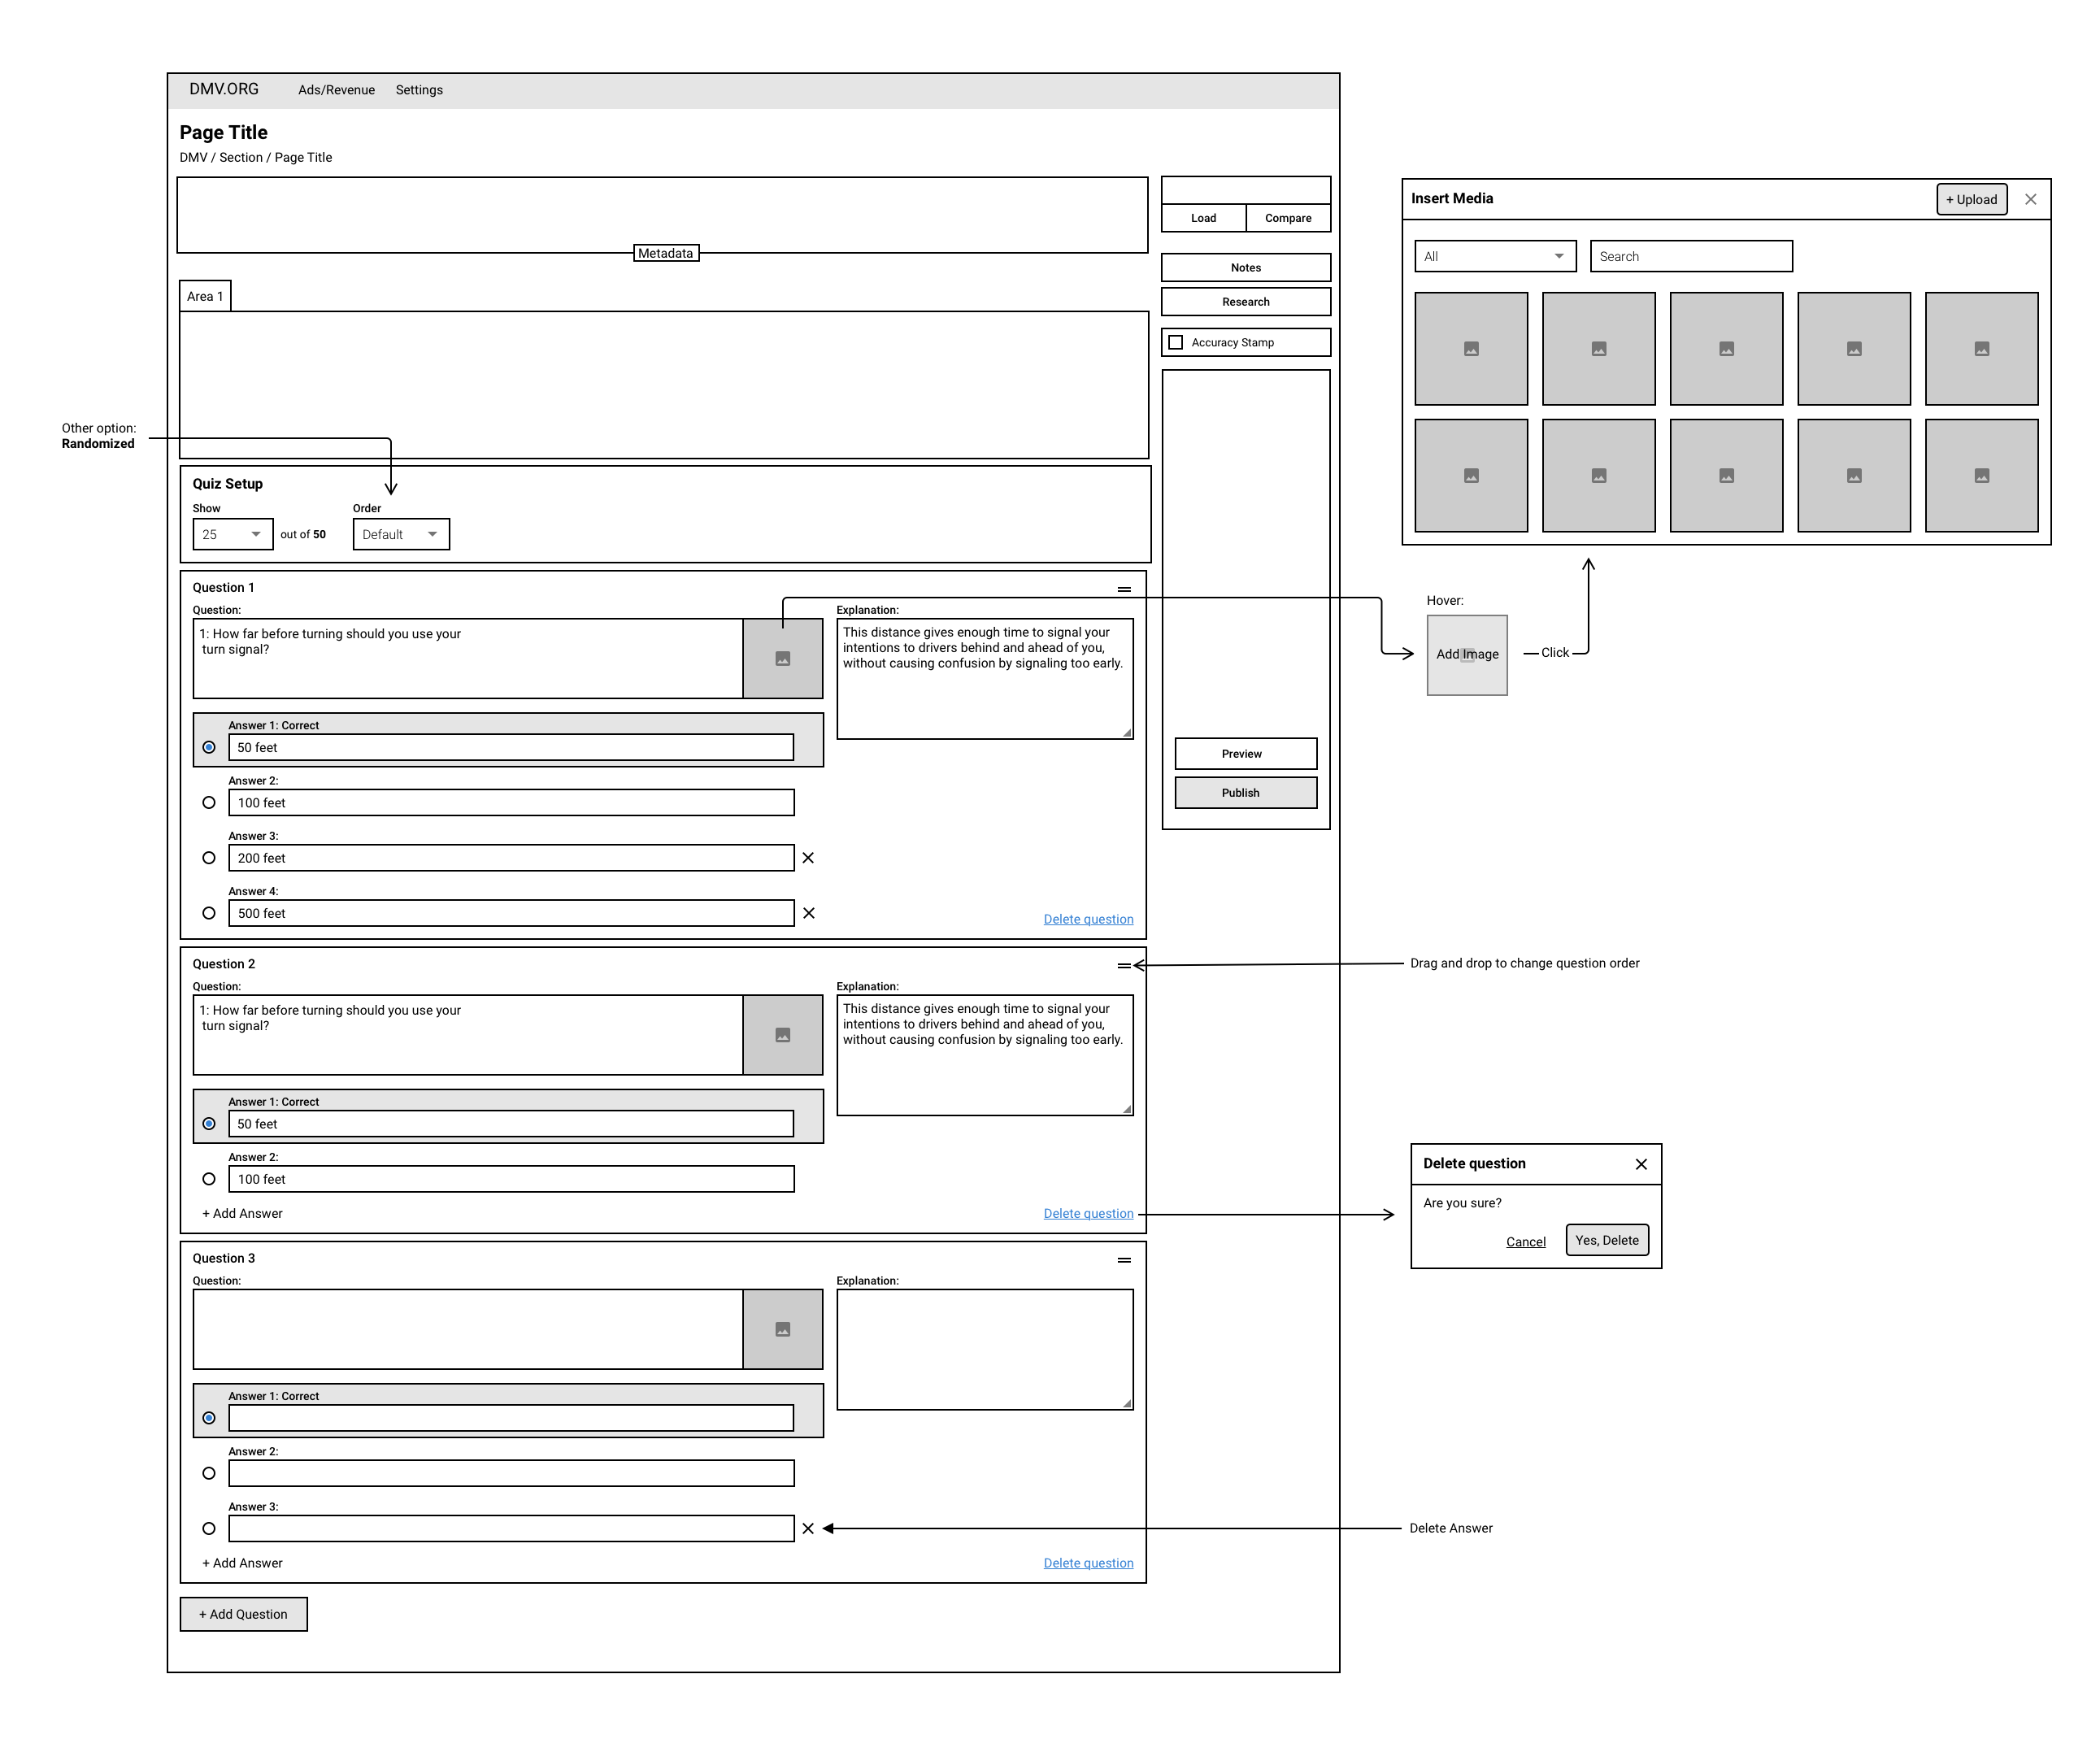 DMV.ORG Ads/Revenue Settings
Page Title
DMV / Section / Page Title
Metadata
Load Compare
Notes
Research
Accuracy Stamp
Area 1
Other option:
Randomized
Quiz Setup
Show Order
25 out of 50 Default
Question 1
Question:
1: How far before turning should you use your
turn signal?
Explanation:
This distance gives enough time to signal your
intentions to drivers behind and ahead of you,
without causing confusion by signaling too early.
Answer 1: Correct
50 feet
Answer 2:
100 feet
Answer 3:
200 feet
Answer 4:
500 feet
Delete question
Preview
Publish
Question 2
Question:
1: How far before turning should you use your
turn signal?
Explanation:
This distance gives enough time to signal your
intentions to drivers behind and ahead of you,
without causing confusion by signaling too early.
Answer 1: Correct
50 feet
Answer 2:
100 feet
+ Add Answer
Delete question
Question 3
Question:
Explanation:
Answer 1: Correct
Answer 2:
Answer 3:
+ Add Answer
Delete question
+ Add Question
Insert Media
+ Upload
All
Search
Hover:
Add Image
Click
Drag and drop to change question order
Delete question
Are you sure?
Cancel
Yes, Delete
Delete Answer